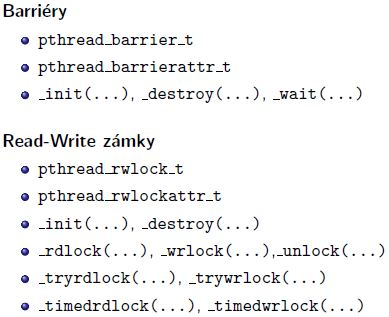 Barriéry
pthread_barrier_t
pthread_barrierattr_t
_init(...), _destroy(...), _wait(...)
Read-Write zámky
pthread_rwlock_t
pthread_rwlockattr_t
_init(...), _destroy(...)
_rdlock(...), _wrlock(...),_unlock(...)
_tryrdlock(...), _trywrlock(...)
_timedrdlock(...), _timedwrlock(...)